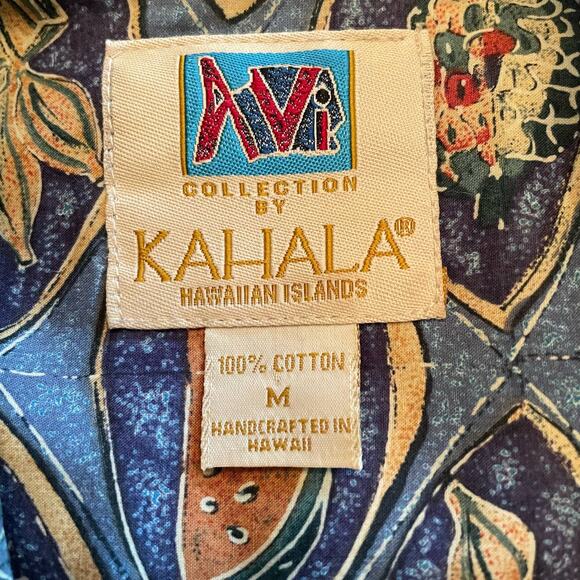 AVi
COLLECTION
BY
KAHALA®
HAWAIIAN ISLANDS
100% COTTON
M
HANDCRAFTED IN
HAWAII